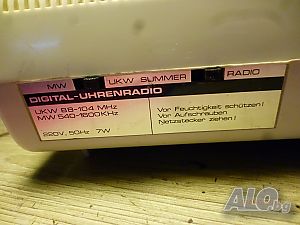 MW UKW SUMMER RADIO
DIGITAL-UHRENRADIO
UKW 88-104 MHz
MW 540-1600KHz
220V, 50Hz 7W
Vor Feuchtigkeit schützen!
Vor Aufschrauben
Netzstecker ziehen!
ALO.bg